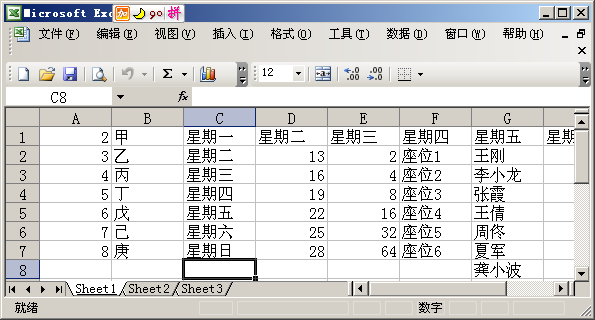 Microsoft Exc
加 9 拼
文件(F) 编辑(E) 视图(V) 插入(I) 格式(O) 工具(T) 数据(D) 窗口(W) 帮助(H)
Σ 12
C8 fx
A B C D E F G
1 2 甲 星期一 星期二 星期三 星期四 星期五 星期
2 3 乙 星期二 13 2 座位1 王刚
3 4 丙 星期三 16 4 座位2 李小龙
4 5 丁 星期四 19 8 座位3 张霞
5 6 戊 星期五 22 16 座位4 王倩
6 7 己 星期六 25 32 座位5 周佟
7 8 庚 星期日 28 64 座位6 夏军
8 龚小波
Sheet1 Sheet2 Sheet3
就绪 数字